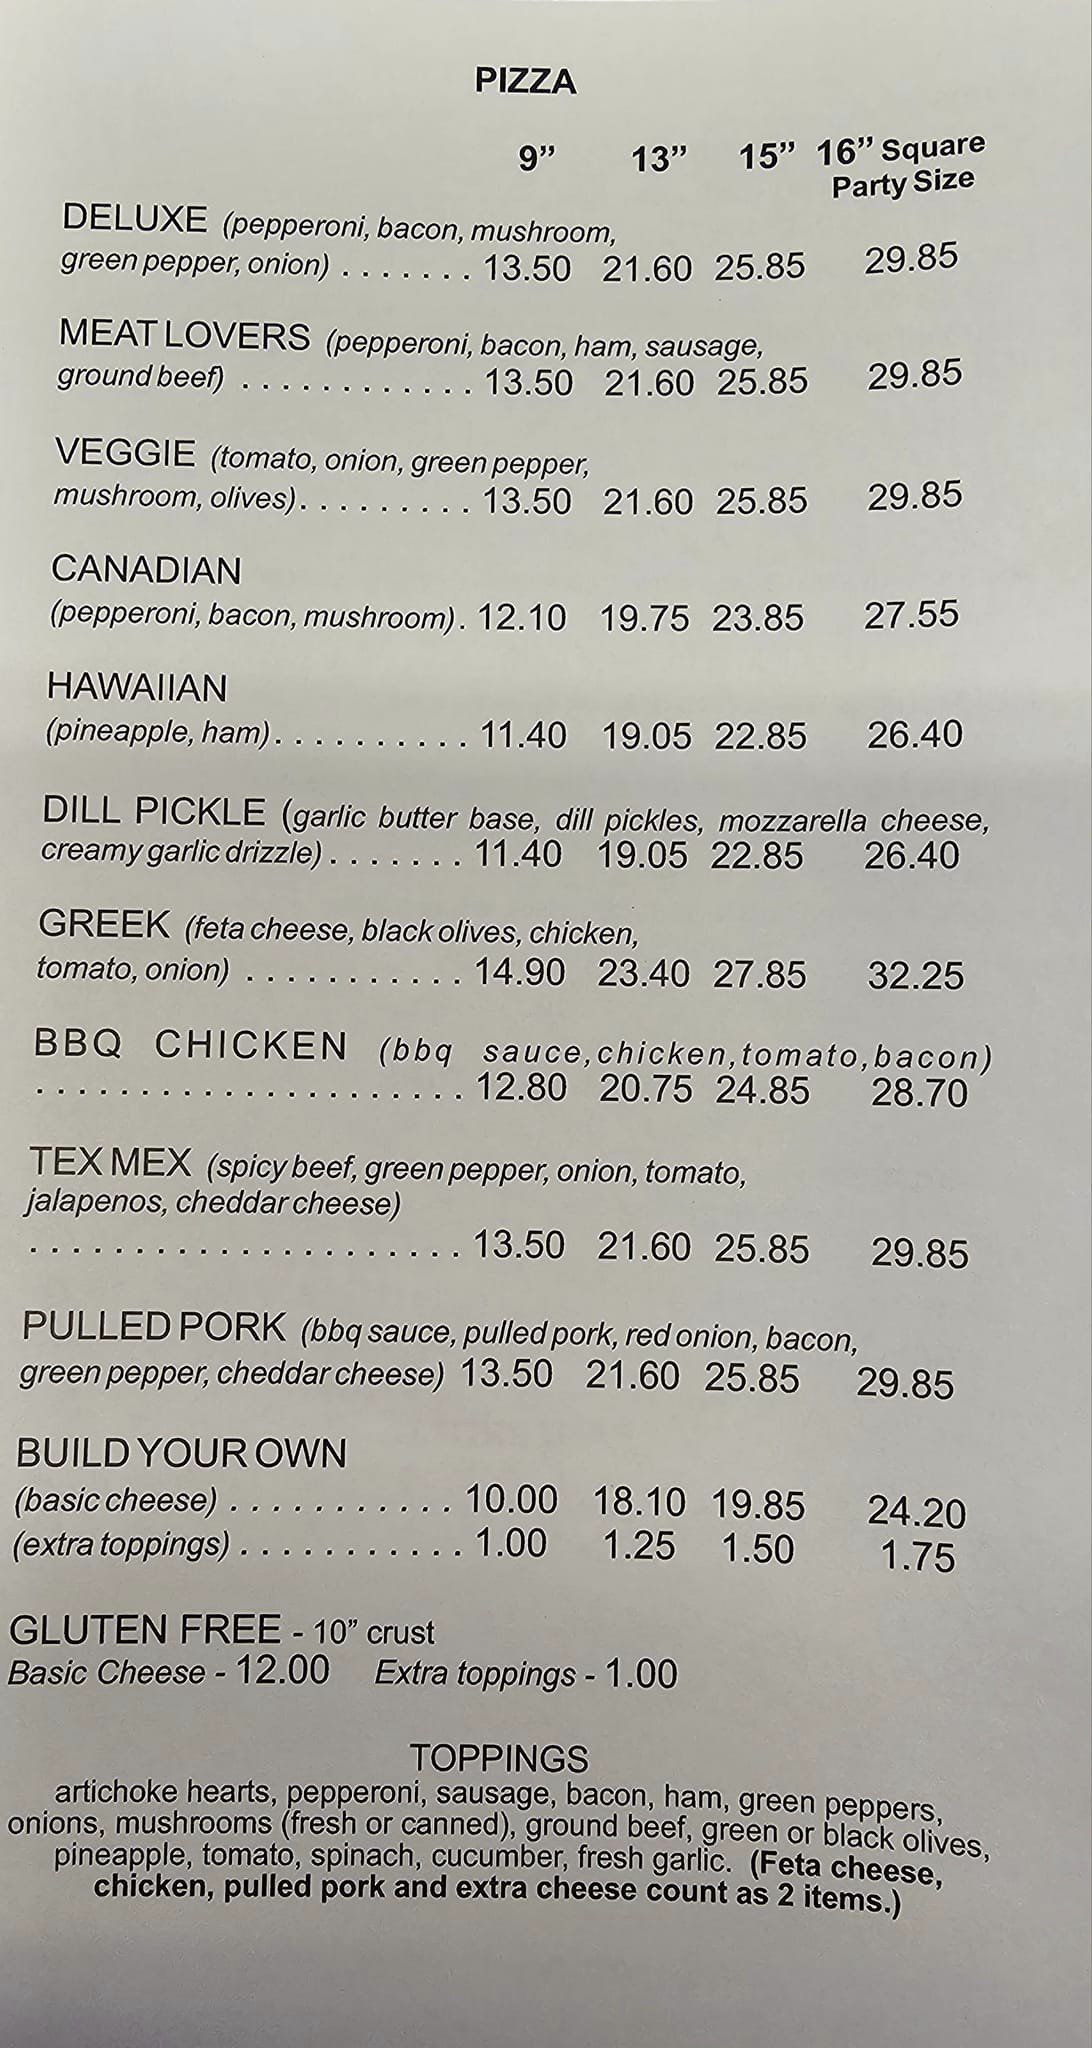 PIZZA
9” 13” 15” 16” Square
Party Size
DELUXE (pepperoni, bacon, mushroom,
green pepper, onion) . . . . . . . 13.50 21.60 25.85 29.85
MEAT LOVERS (pepperoni, bacon, ham, sausage,
ground beef) . . . . . . . . . . . . 13.50 21.60 25.85 29.85
VEGGIE (tomato, onion, green pepper,
mushroom, olives). . . . . . . . . 13.50 21.60 25.85 29.85
CANADIAN
(pepperoni, bacon, mushroom). 12.10 19.75 23.85 27.55
HAWAIIAN
(pineapple, ham). . . . . . . . . . 11.40 19.05 22.85 26.40
DILL PICKLE (garlic butter base, dill pickles, mozzarella cheese,
creamy garlic drizzle) . . . . . . . 11.40 19.05 22.85 26.40
GREEK (feta cheese, black olives, chicken,
tomato, onion) . . . . . . . . . . . 14.90 23.40 27.85 32.25
BBQ CHICKEN (bbq sauce, chicken, tomato, bacon)
. . . . . . . . . . . . . . . . . . . . . 12.80 20.75 24.85 28.70
TEX MEX (spicy beef, green pepper, onion, tomato,
jalapenos, cheddar cheese)
. . . . . . . . . . . . . . . . . . . . . 13.50 21.60 25.85 29.85
PULLED PORK (bbq sauce, pulled pork, red onion, bacon,
green pepper, cheddar cheese) 13.50 21.60 25.85 29.85
BUILD YOUR OWN
(basic cheese) . . . . . . . . . . . 10.00 18.10 19.85 24.20
(extra toppings) . . . . . . . . . . . 1.00 1.25 1.50 1.75
GLUTEN FREE - 10” crust
Basic Cheese - 12.00 Extra toppings - 1.00
TOPPINGS
artichoke hearts, pepperoni, sausage, bacon, ham, green peppers,
onions, mushrooms (fresh or canned), ground beef, green or black olives,
pineapple, tomato, spinach, cucumber, fresh garlic. (Feta cheese,
chicken, pulled pork and extra cheese count as 2 items.)